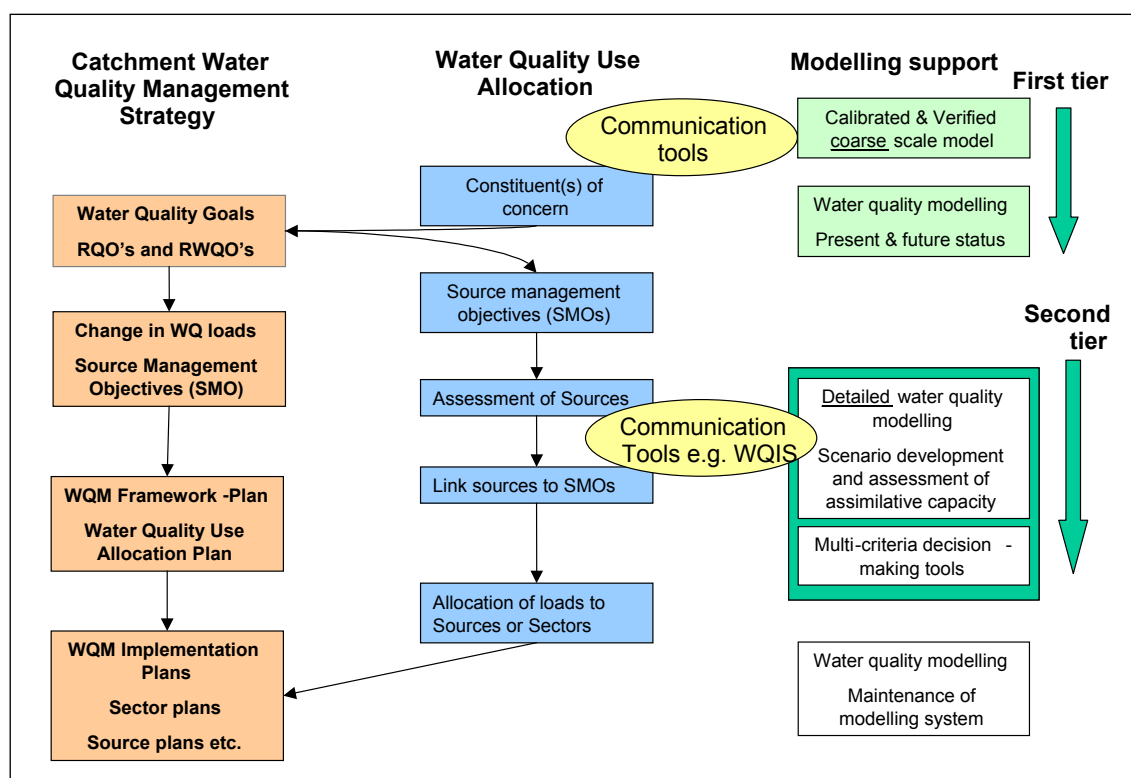 Catchment Water
Quality Management
Strategy
Water Quality Goals
RQO's and RWQO's
Change in WQ loads
Source Management
Objectives (SMO)
WQM Framework -Plan
Water Quality Use
Allocation Plan
WQM Implementation
Plans
Sector plans
Source plans etc.
Water Quality Use
Allocation
Communication
tools
Constituent(s) of
concern
Source management
objectives (SMOs)
Assessment of Sources
Communication
Tools e.g. WQIS
Link sources to SMOs
Allocation of loads to
Sources or Sectors
Modelling support
First tier
Calibrated & Verified
coarse scale model
Water quality modelling
Present & future status
Second
tier
Detailed water quality
modelling
Scenario development
and assessment of
assimilative capacity
Multi-criteria decision -
making tools
Water quality modelling
Maintenance of
modelling system